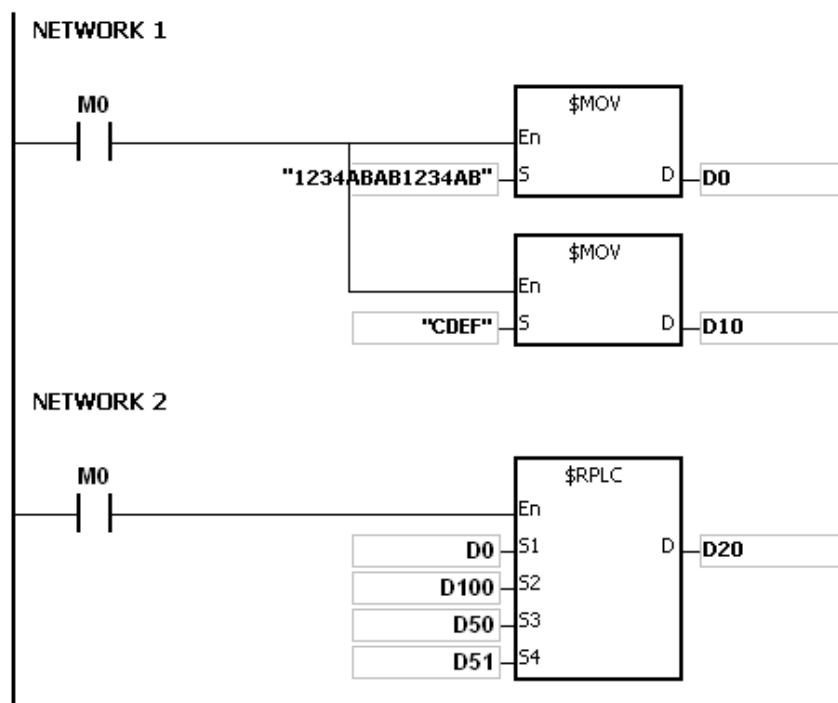 NETWORK 1
M0
$MOV
En
"1234ABAB1234AB" S D D0
$MOV
En
"CDEF" S D D10
NETWORK 2
M0
$RPLC
En
D0 S1 D D20
D100 S2
D50 S3
D51 S4